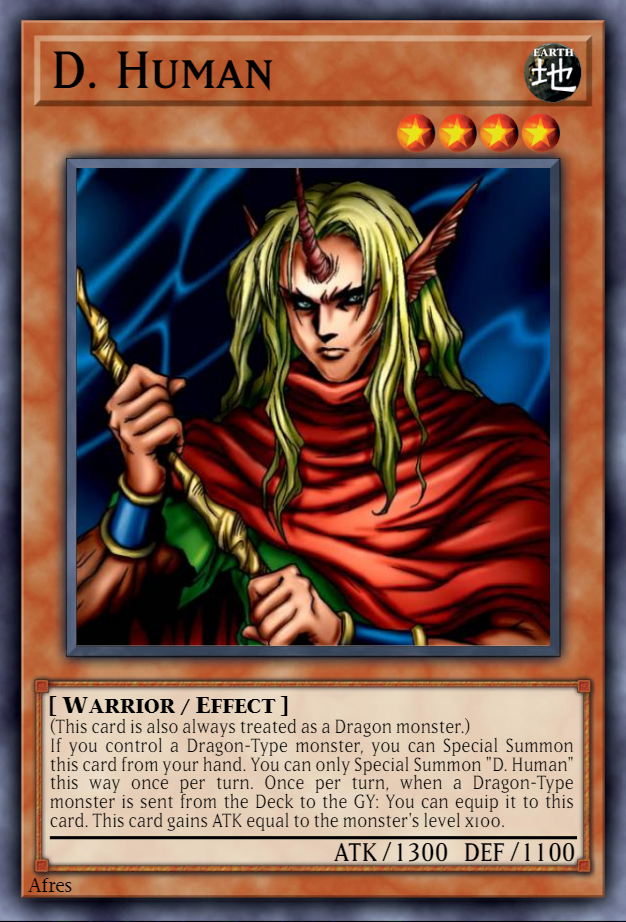 D. Human
EARTH
地
[ Warrior / Effect ]
(This card is also always treated as a Dragon monster.)
If you control a Dragon-Type monster, you can Special Summon
this card from your hand. You can only Special Summon "D. Human"
this way once per turn. Once per turn, when a Dragon-Type
monster is sent from the Deck to the GY: You can equip it to this
card. This card gains ATK equal to the monster's level x100.
ATK/1300 DEF/1100
Afres